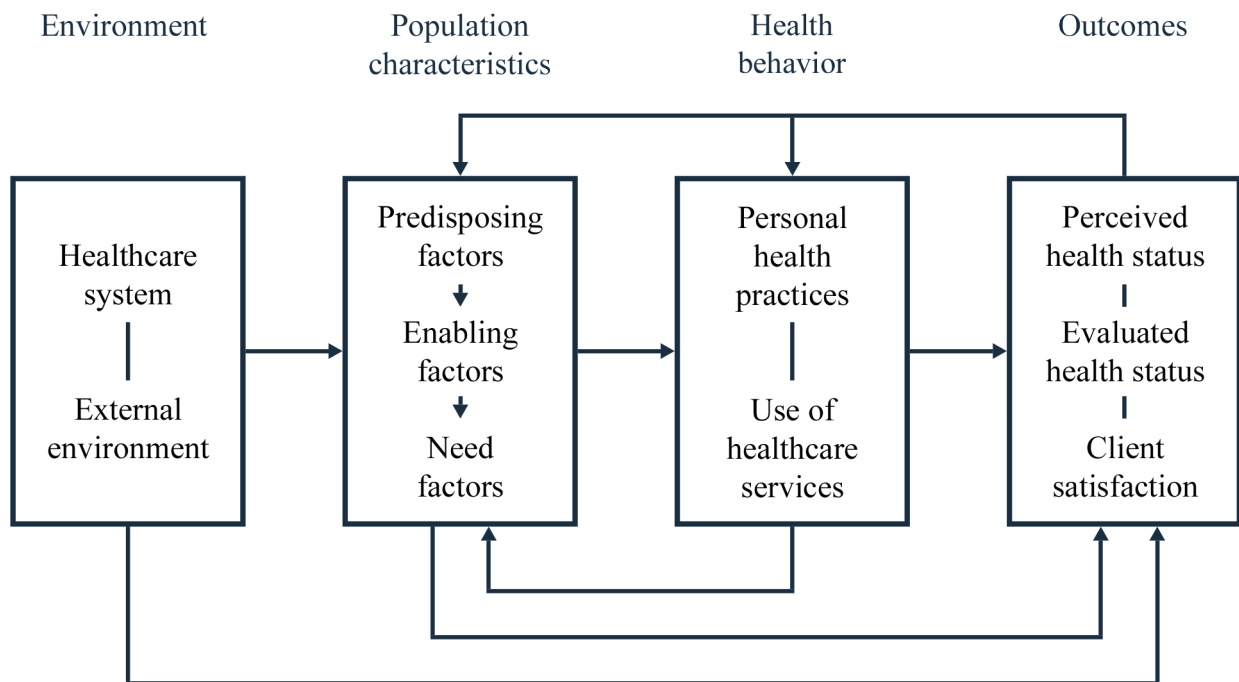 Environment
Population
characteristics
Health
behavior
Outcomes
Healthcare
system
External
environment
Predisposing
factors
Enabling
factors
Need
factors
Personal
health
practices
Use of
healthcare
services
Perceived
health status
Evaluated
health status
Client
satisfaction